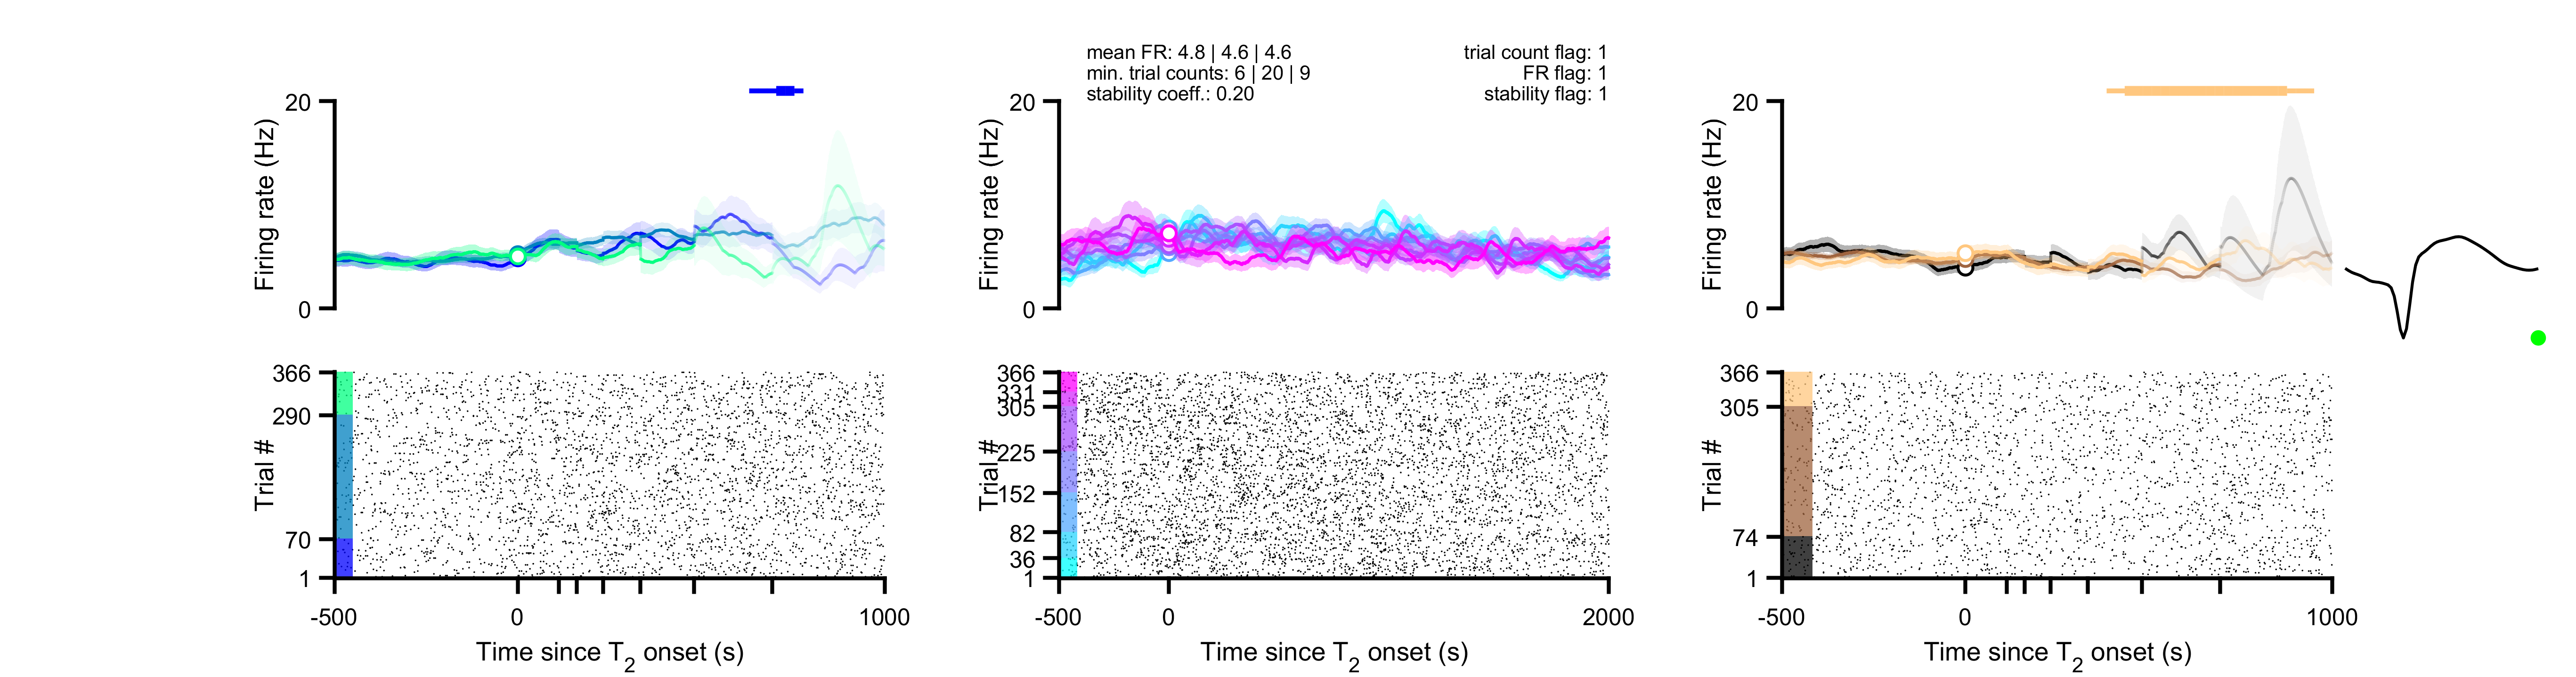 mean FR: 4.8 | 4.6 | 4.6
min. trial counts: 6 | 20 | 9
stability coeff.: 0.20
trial count flag: 1
FR flag: 1
stability flag: 1
20
Firing rate (Hz)
0
366
290
Trial #
70
1
-500
0
1000
Time since T2 onset (s)
20
Firing rate (Hz)
0
366
331
305
225
Trial #
152
82
36
1
-500
0
2000
Time since T2 onset (s)
20
Firing rate (Hz)
0
366
305
Trial #
74
1
-500
0
1000
Time since T2 onset (s)